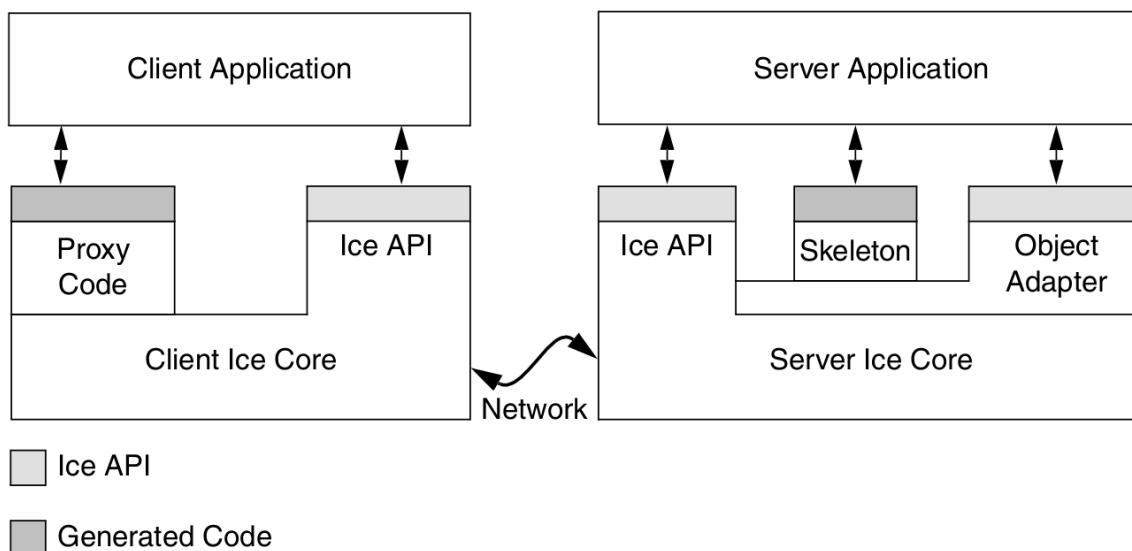 Client Application
Server Application
Proxy
Code
Ice API
Ice API
Skeleton
Object
Adapter
Client Ice Core
Server Ice Core
Network
Ice API
Generated Code